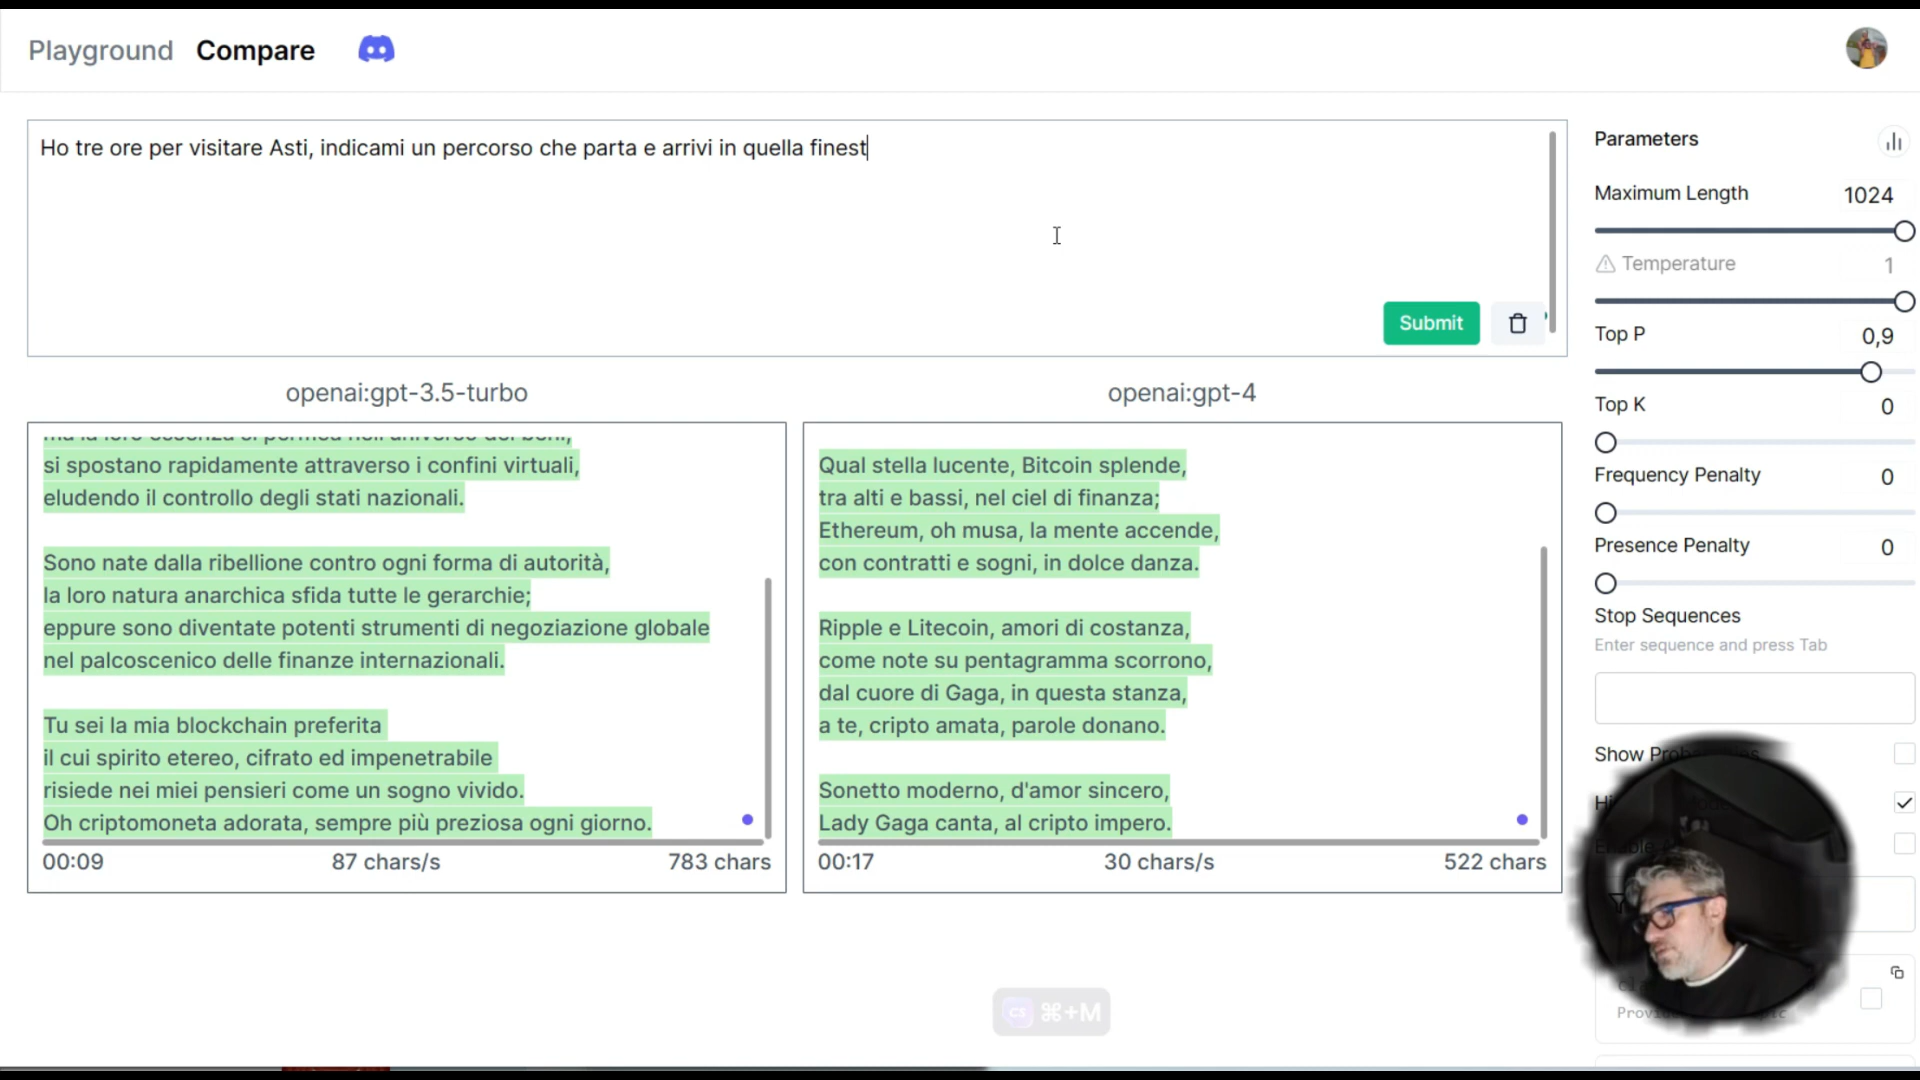 Playground Compare
Ho tre ore per visitare Asti, indicami un percorso che parta e arrivi in quella finest
Submit
openai:gpt-3.5-turbo
si spostano rapidamente attraverso i confini virtuali,
eludendo il controllo degli stati nazionali.
Sono nate dalla ribellione contro ogni forma di autorità,
la loro natura anarchica sfida tutte le gerarchie;
eppure sono diventate potenti strumenti di negoziazione globale
nel palcoscenico delle finanze internazionali.
Tu sei la mia blockchain preferita
il cui spirito etereo, cifrato ed impenetrabile
risiede nei miei pensieri come un sogno vivido.
Oh criptomoneta adorata, sempre più preziosa ogni giorno.
00:09 87 chars/s 783 chars
openai:gpt-4
Qual stella lucente, Bitcoin splende,
tra alti e bassi, nel ciel di finanza;
Ethereum, oh musa, la mente accende,
con contratti e sogni, in dolce danza.
Ripple e Litecoin, amori di costanza,
come note su pentagramma scorrono,
dal cuore di Gaga, in questa stanza,
a te, cripto amata, parole donano.
Sonetto moderno, d'amor sincero,
Lady Gaga canta, al cripto impero.
00:17 30 chars/s 522 chars
Parameters
Maximum Length 1024
Temperature 1
Top P 0,9
Top K 0
Frequency Penalty 0
Presence Penalty 0
Stop Sequences
Enter sequence and press Tab
Show
CS ⌘+M